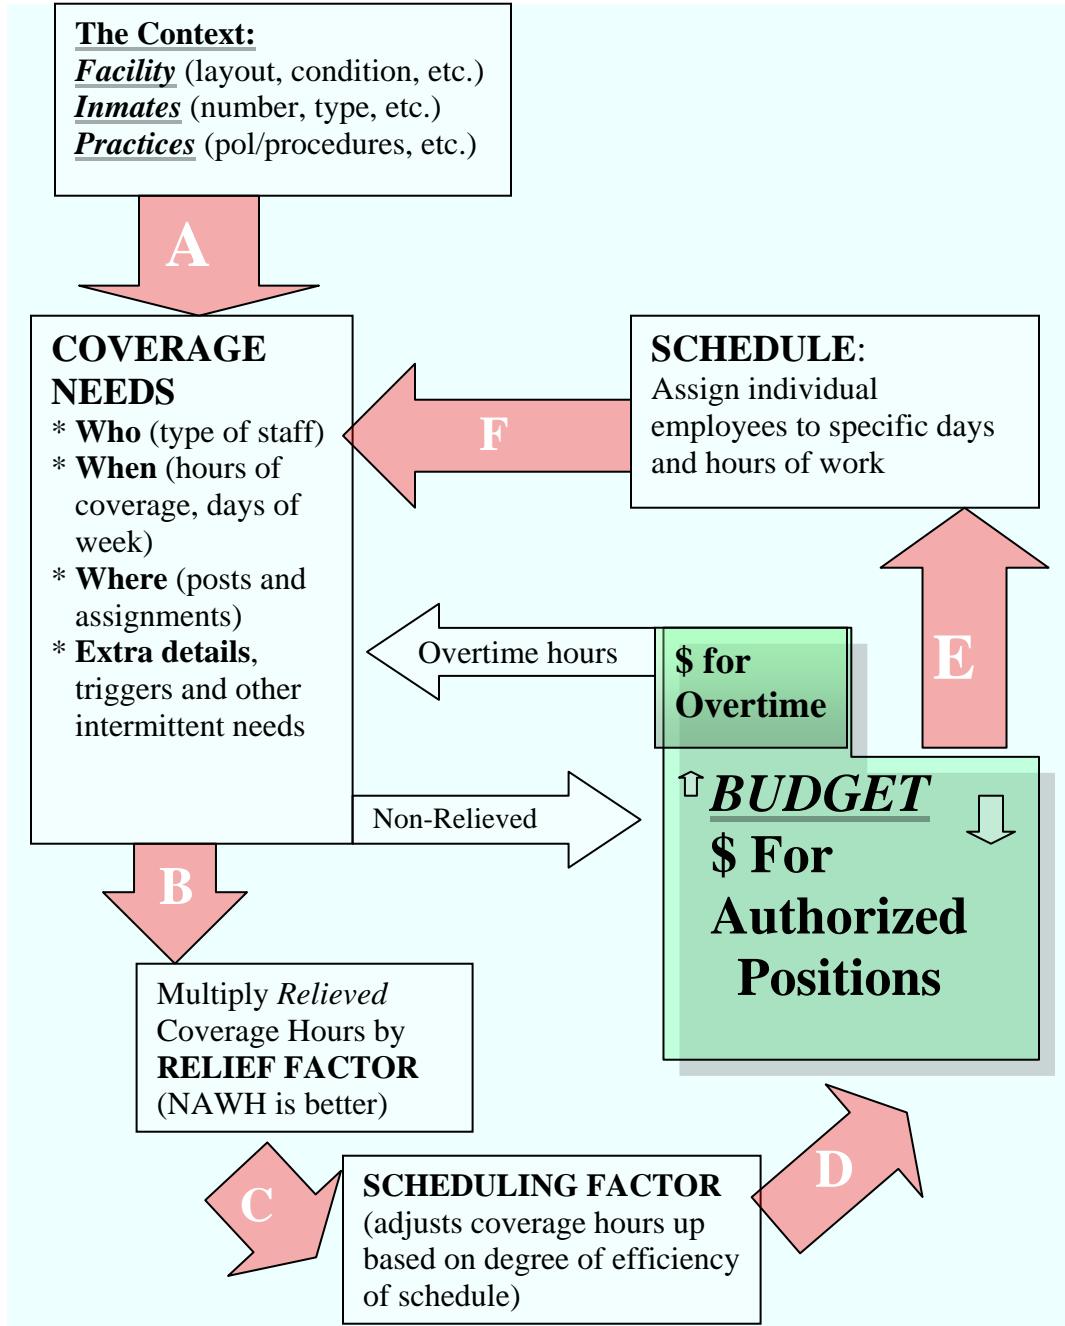 The Context:
Facility (layout, condition, etc.)
Inmates (number, type, etc.)
Practices (pol/procedures, etc.)
A
COVERAGE
NEEDS
* Who (type of staff)
* When (hours of
coverage, days of
week)
* Where (posts and
assignments)
* Extra details,
triggers and other
intermittent needs
F
SCHEDULE:
Assign individual
employees to specific days
and hours of work
E
Overtime hours
$ for
Overtime
Non-Relieved
BUDGET
$ For
Authorized
Positions
B
Multiply Relieved
Coverage Hours by
RELIEF FACTOR
(NAWH is better)
C
SCHEDULING FACTOR
(adjusts coverage hours up
based on degree of efficiency
of schedule)
D